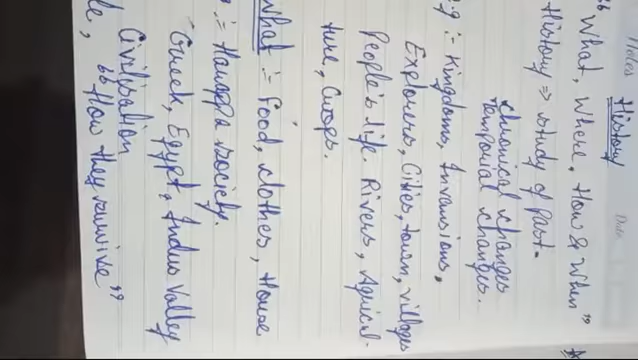 Notes
History
Date
"What, Where, How & When"
History => study of Past-
chronical changes
temporal changes.
e.g :- Kingdoms, Invansions,
Explorers, Cities, town, villages
People's life Rivers, Agricul-
ture, Crops.
What :- Food, clothes, House
:- Harappa society.
Greek, Egypt, Indus Valley
Civilisation
"How they survive"